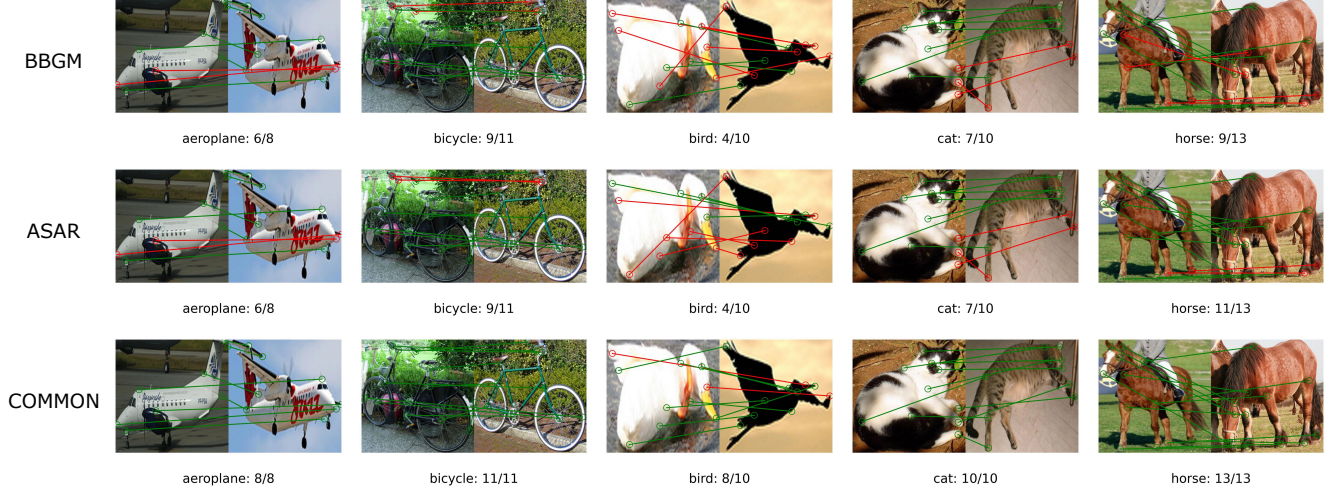 BBGM
aeroplane: 6/8
bicycle: 9/11
bird: 4/10
cat: 7/10
horse: 9/13
ASAR
aeroplane: 6/8
bicycle: 9/11
bird: 4/10
cat: 7/10
horse: 11/13
COMMON
aeroplane: 8/8
bicycle: 11/11
bird: 8/10
cat: 10/10
horse: 13/13